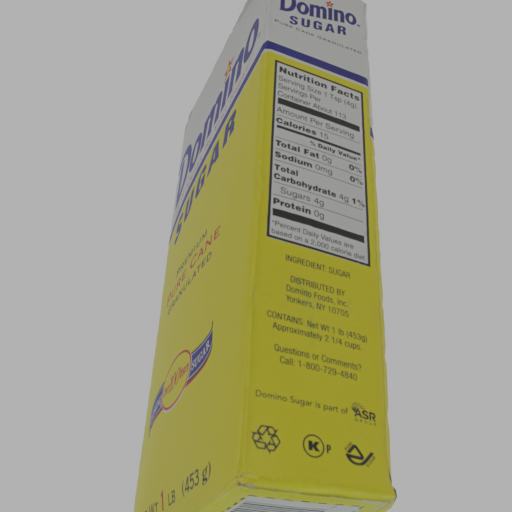 Domino
SUGAR
PREMIUM
PURE CANE
GRANULATED
SUGAR
NET 1 LB (453 g)
Domino
SUGAR
PURE CANE GRANULATED
Nutrition Facts
Serving Size 1 Tsp (4g)
Servings Per
Container About 113
Amount Per Serving
Calories 15
% Daily Value*
Total Fat 0g 0%
Sodium 0mg 0%
Total
Carbohydrate 4g 1%
Sugars 4g
Protein 0g
*Percent Daily Values are
based on a 2,000 calorie diet.
INGREDIENT: SUGAR
DISTRIBUTED BY
Domino Foods, Inc.
Yonkers, NY 10705
CONTAINS: Net Wt 1 lb (453g)
Approximately 2 1/4 cups.
Questions or Comments?
Call: 1-800-729-4840
Domino Sugar is part of ASR
GROUP
K P